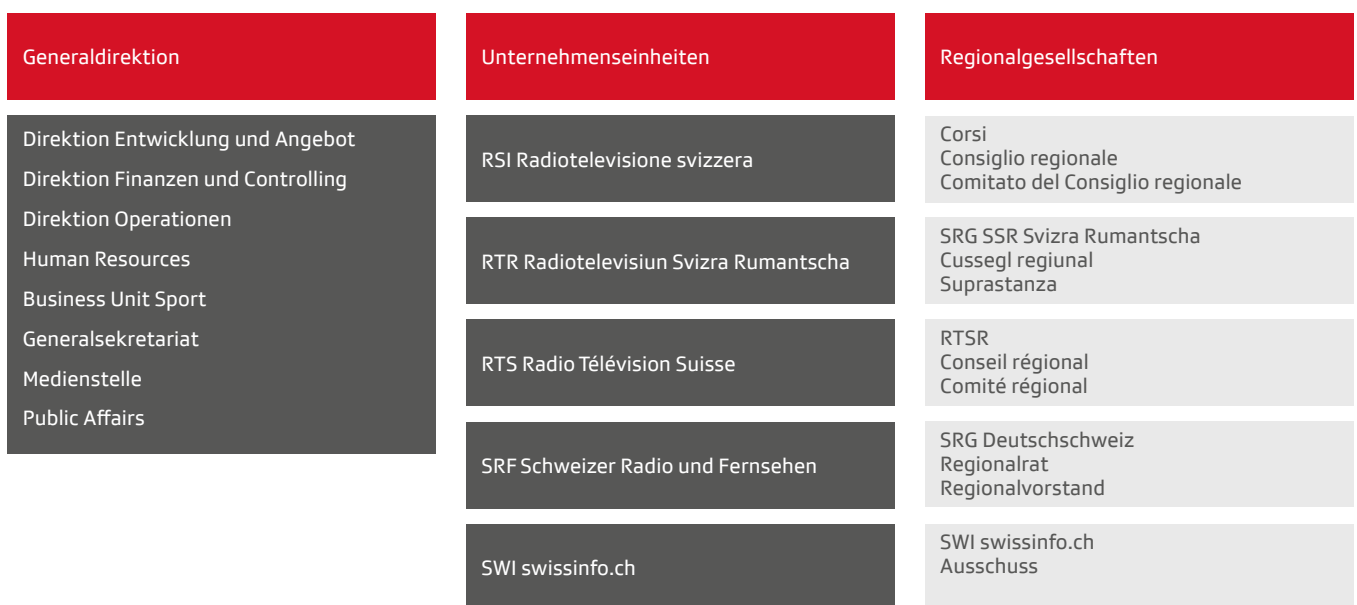 Generaldirektion
Direktion Entwicklung und Angebot
Direktion Finanzen und Controlling
Direktion Operationen
Human Resources
Business Unit Sport
Generalsekretariat
Medienstelle
Public Affairs
Unternehmenseinheiten
RSI Radiotelevisione svizzera
RTR Radiotelevisiun Svizra Rumantscha
RTS Radio Télévision Suisse
SRF Schweizer Radio und Fernsehen
SWI swissinfo.ch
Regionalgesellschaften
Corsi
Consiglio regionale
Comitato del Consiglio regionale
SRG SSR Svizra Rumantscha
Cussegl regiunal
Suprastanza
RTSR
Conseil régional
Comité régional
SRG Deutschschweiz
Regionalrat
Regionalvorstand
SWI swissinfo.ch
Ausschuss